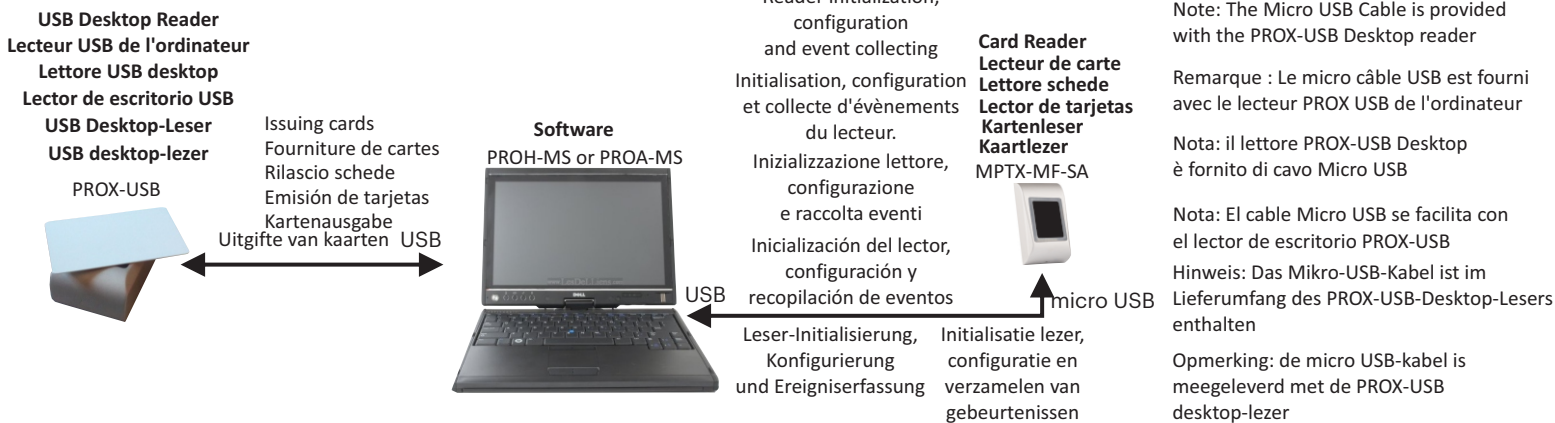 USB Desktop Reader
Lecteur USB de l'ordinateur
Lettore USB desktop
Lector de escritorio USB
USB Desktop-Leser
USB desktop-lezer
PROX-USB
Issuing cards
Fourniture de cartes
Rilascio schede
Emisión de tarjetas
Kartenausgabe
Uitgifte van kaarten USB
Software
PROH-MS or PROA-MS
DELL
USB
Reader initialization,
configuration
and event collecting
Initialisation, configuration
et collecte d'évènements
du lecteur.
Inizializzazione lettore,
configurazione
e raccolta eventi
Inicialización del lector,
configuración y
recopilación de eventos
Leser-Initialisierung,
Konfigurierung
und Ereigniserfassung
Initialisatie lezer,
configuratie en
verzamelen van
gebeurtenissen
Card Reader
Lecteur de carte
Lettore schede
Lector de tarjetas
Kartenleser
Kaartlezer
MPTX-MF-SA
micro USB
Note: The Micro USB Cable is provided
with the PROX-USB Desktop reader
Remarque : Le micro câble USB est fourni
avec le lecteur PROX USB de l'ordinateur
Nota: il lettore PROX-USB Desktop
è fornito di cavo Micro USB
Nota: El cable Micro USB se facilita con
el lector de escritorio PROX-USB
Hinweis: Das Mikro-USB-Kabel ist im
Lieferumfang des PROX-USB-Desktop-Lesers
enthalten
Opmerking: de micro USB-kabel is
meegeleverd met de PROX-USB
desktop-lezer